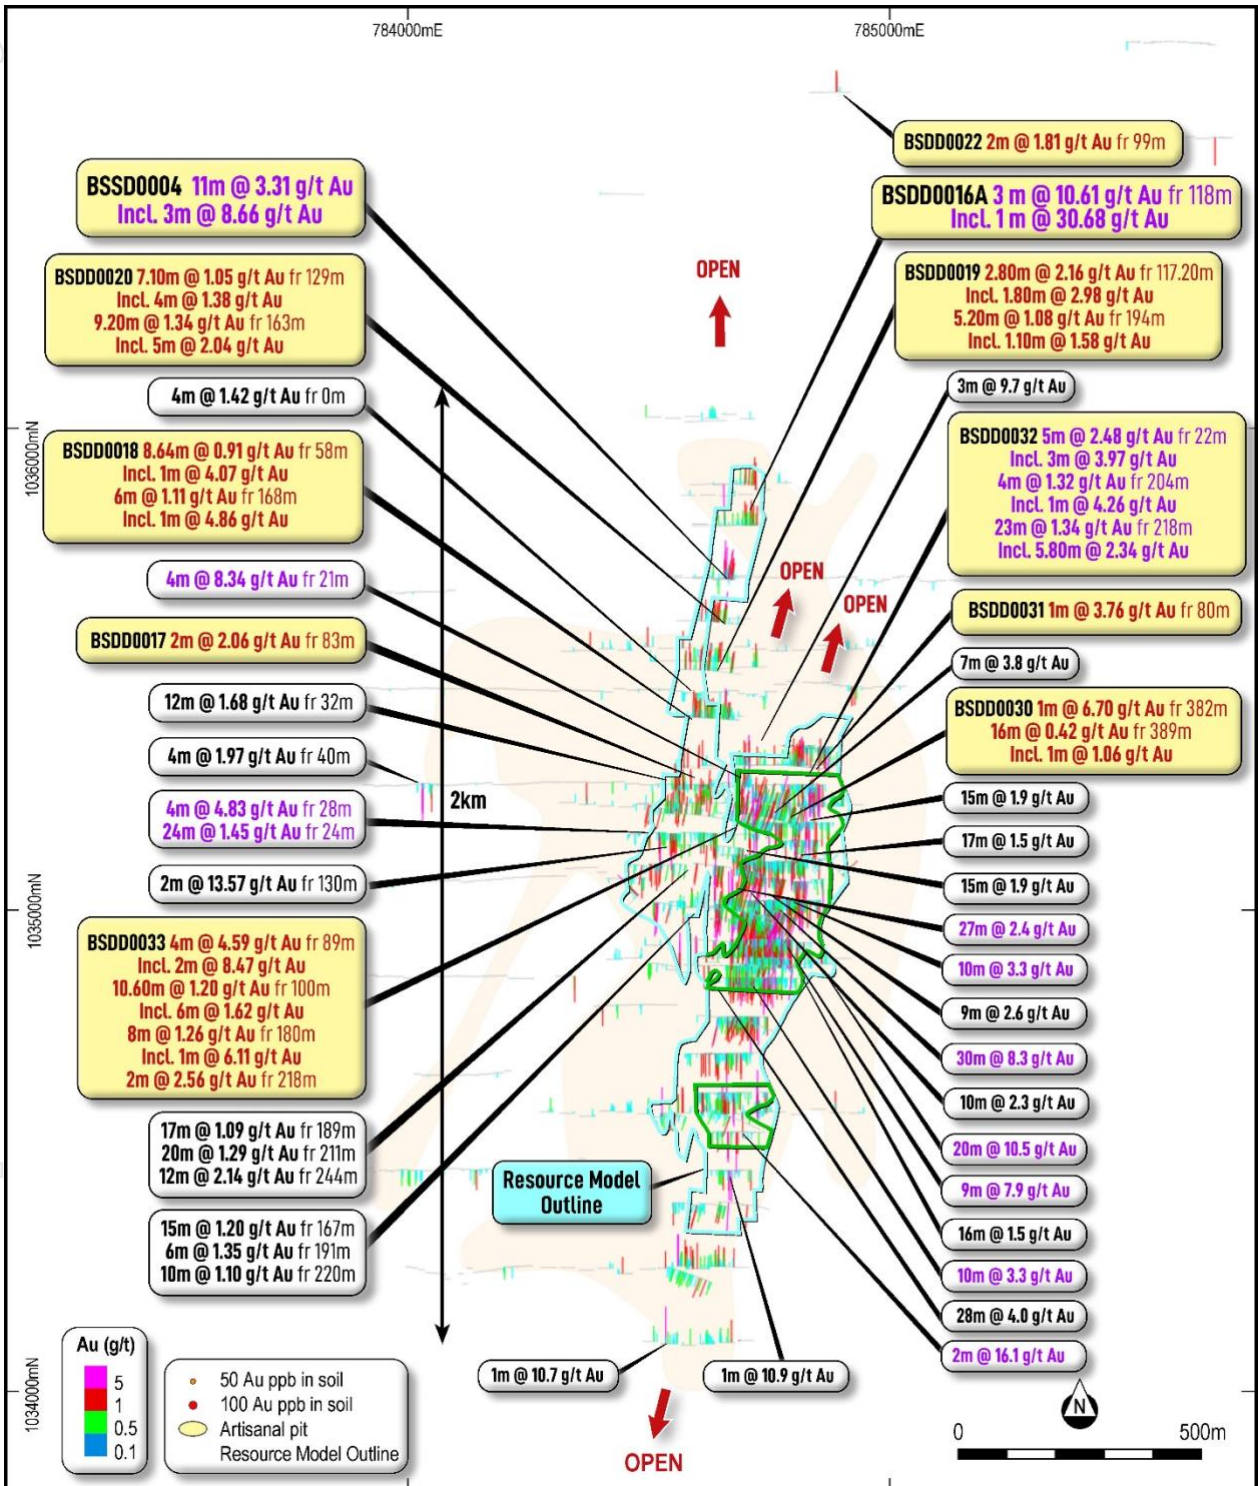 784000mE
785000mE
BSDD0022 2m @ 1.81 g/t Au fr 99m
BSSD0004 11m @ 3.31 g/t Au
Incl. 3m @ 8.66 g/t Au
BSDD0016A 3 m @ 10.61 g/t Au fr 118m
Incl. 1 m @ 30.68 g/t Au
BSDD0020 7.10m @ 1.05 g/t Au fr 129m
Incl. 4m @ 1.38 g/t Au
9.20m @ 1.34 g/t Au fr 163m
Incl. 5m @ 2.04 g/t Au
OPEN
BSDD0019 2.80m @ 2.16 g/t Au fr 117.20m
Incl. 1.80m @ 2.98 g/t Au
5.20m @ 1.08 g/t Au fr 194m
Incl. 1.10m @ 1.58 g/t Au
4m @ 1.42 g/t Au fr 0m
3m @ 9.7 g/t Au
1036000mN
BSDD0018 8.64m @ 0.91 g/t Au fr 58m
Incl. 1m @ 4.07 g/t Au
6m @ 1.11 g/t Au fr 168m
Incl. 1m @ 4.86 g/t Au
BSDD0032 5m @ 2.48 g/t Au fr 22m
Incl. 3m @ 3.97 g/t Au
4m @ 1.32 g/t Au fr 204m
Incl. 1m @ 4.26 g/t Au
23m @ 1.34 g/t Au fr 218m
Incl. 5.80m @ 2.34 g/t Au
4m @ 8.34 g/t Au fr 21m
OPEN
OPEN
BSDD0031 1m @ 3.76 g/t Au fr 80m
BSDD0017 2m @ 2.06 g/t Au fr 83m
7m @ 3.8 g/t Au
12m @ 1.68 g/t Au fr 32m
BSDD0030 1m @ 6.70 g/t Au fr 382m
16m @ 0.42 g/t Au fr 389m
Incl. 1m @ 1.06 g/t Au
4m @ 1.97 g/t Au fr 40m
2km
15m @ 1.9 g/t Au
4m @ 4.83 g/t Au fr 28m
24m @ 1.45 g/t Au fr 24m
17m @ 1.5 g/t Au
2m @ 13.57 g/t Au fr 130m
15m @ 1.9 g/t Au
1035000mN
27m @ 2.4 g/t Au
BSDD0033 4m @ 4.59 g/t Au fr 89m
Incl. 2m @ 8.47 g/t Au
10.60m @ 1.20 g/t Au fr 100m
Incl. 6m @ 1.62 g/t Au
8m @ 1.26 g/t Au fr 180m
Incl. 1m @ 6.11 g/t Au
2m @ 2.56 g/t Au fr 218m
10m @ 3.3 g/t Au
9m @ 2.6 g/t Au
30m @ 8.3 g/t Au
10m @ 2.3 g/t Au
17m @ 1.09 g/t Au fr 189m
20m @ 1.29 g/t Au fr 211m
12m @ 2.14 g/t Au fr 244m
20m @ 10.5 g/t Au
Resource Model
Outline
9m @ 7.9 g/t Au
15m @ 1.20 g/t Au fr 167m
6m @ 1.35 g/t Au fr 191m
10m @ 1.10 g/t Au fr 220m
16m @ 1.5 g/t Au
10m @ 3.3 g/t Au
28m @ 4.0 g/t Au
2m @ 16.1 g/t Au
1m @ 10.7 g/t Au
1m @ 10.9 g/t Au
1034000mN
Au (g/t)
5
1
0.5
0.1
50 Au ppb in soil
100 Au ppb in soil
Artisanal pit
Resource Model Outline
OPEN
N
0
500m